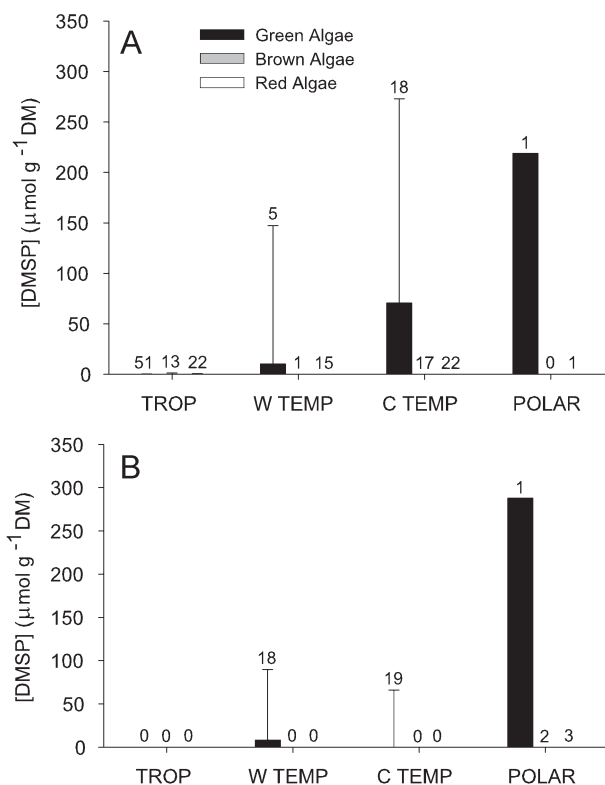 A
Green Algae
Brown Algae
Red Algae
[DMSP] (μmol g⁻¹ DM)
350
300
250
200
150
100
50
0
51 13 22
5
1 15
18
17 22
1
0 1
TROP W TEMP C TEMP POLAR
B
[DMSP] (μmol g⁻¹ DM)
350
300
250
200
150
100
50
0
0 0 0
18
0 0
19
0 0
1
2 3
TROP W TEMP C TEMP POLAR